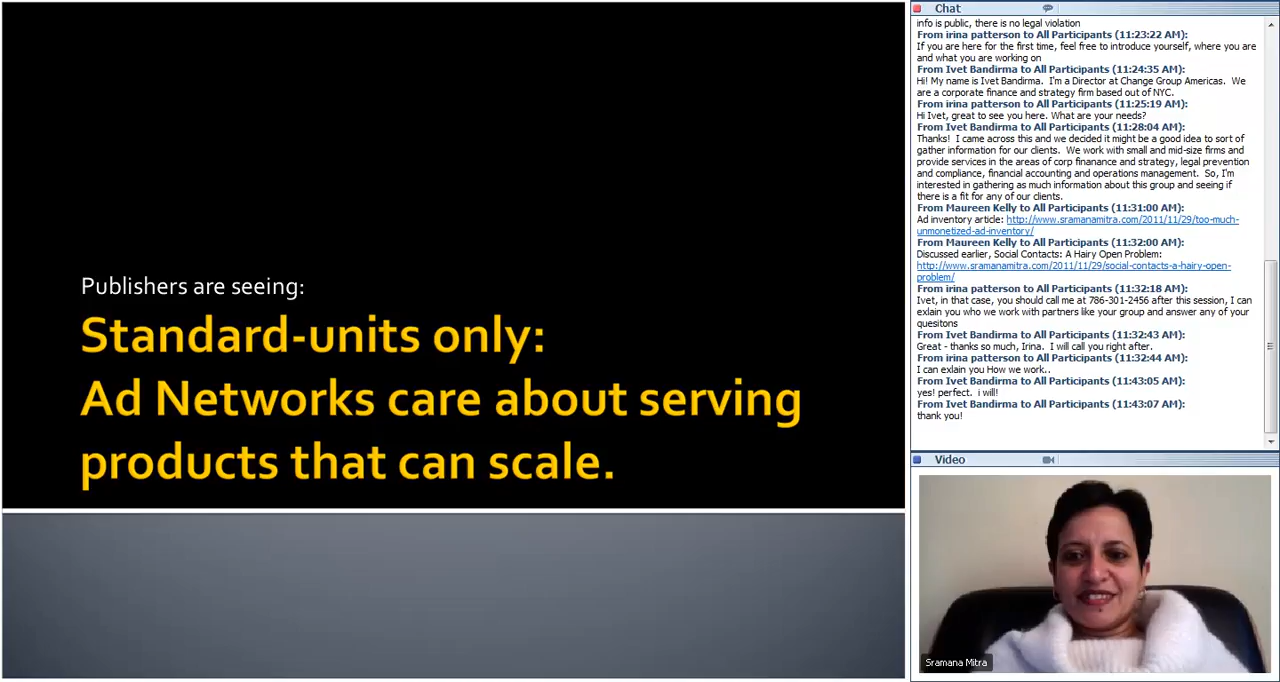 Publishers are seeing:
Standard-units only:
Ad Networks care about serving
products that can scale.
Chat
info is public, there is no legal violation
From irina patterson to All Participants (11:23:22 AM):
If you are here for the first time, feel free to introduce yourself, where you are
and what you are working on
From Ivet Bandirma to All Participants (11:24:35 AM):
Hi! My name is Ivet Bandirma. I'm a Director at Change Group Americas. We
are a corporate finance and strategy firm based out of NYC.
From irina patterson to All Participants (11:25:19 AM):
Hi Ivet, great to see you here. What are your needs?
From Ivet Bandirma to All Participants (11:28:04 AM):
Thanks! I came across this and we decided it might be a good idea to sort of
gather information for our clients. We work with small and mid-size firms and
provide services in the areas of corp finanance and strategy, legal prevention
and compliance, financial accounting and operations management. So, I'm
interested in gathering as much information about this group and seeing if
there is a fit for any of our clients.
From Maureen Kelly to All Participants (11:31:00 AM):
Ad inventory article: http://www.sramanamitra.com/2011/11/29/too-much-
unmonetized-ad-inventory/
From Maureen Kelly to All Participants (11:32:00 AM):
Discussed earlier, Social Contacts: A Hairy Open Problem:
http://www.sramanamitra.com/2011/11/29/social-contacts-a-hairy-open-
problem/
From irina patterson to All Participants (11:32:18 AM):
Ivet, in that case, you should call me at 786-301-2456 after this session, I can
exlain you who we work with partners like your group and answer any of your
quesitons
From Ivet Bandirma to All Participants (11:32:43 AM):
Great - thanks so much, Irina. I will call you right after.
From irina patterson to All Participants (11:32:44 AM):
I can exlain you How we work..
From Ivet Bandirma to All Participants (11:43:05 AM):
yes! perfect. i will!
From Ivet Bandirma to All Participants (11:43:07 AM):
thank you!
Video
Sramana Mitra